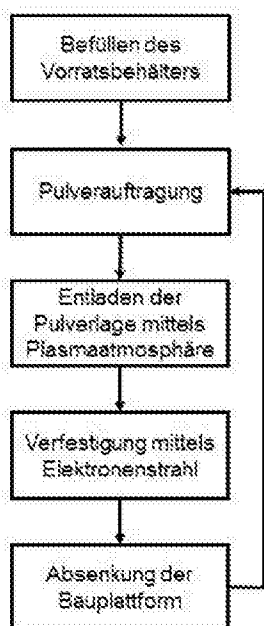 Befüllen des
Vorratsbehälters
Pulverauftragung
Entladen der
Pulverlage mittels
Plasmaatmosphäre
Verfestigung mittels
Elektronenstrahl
Absenkung der
Bauplattform